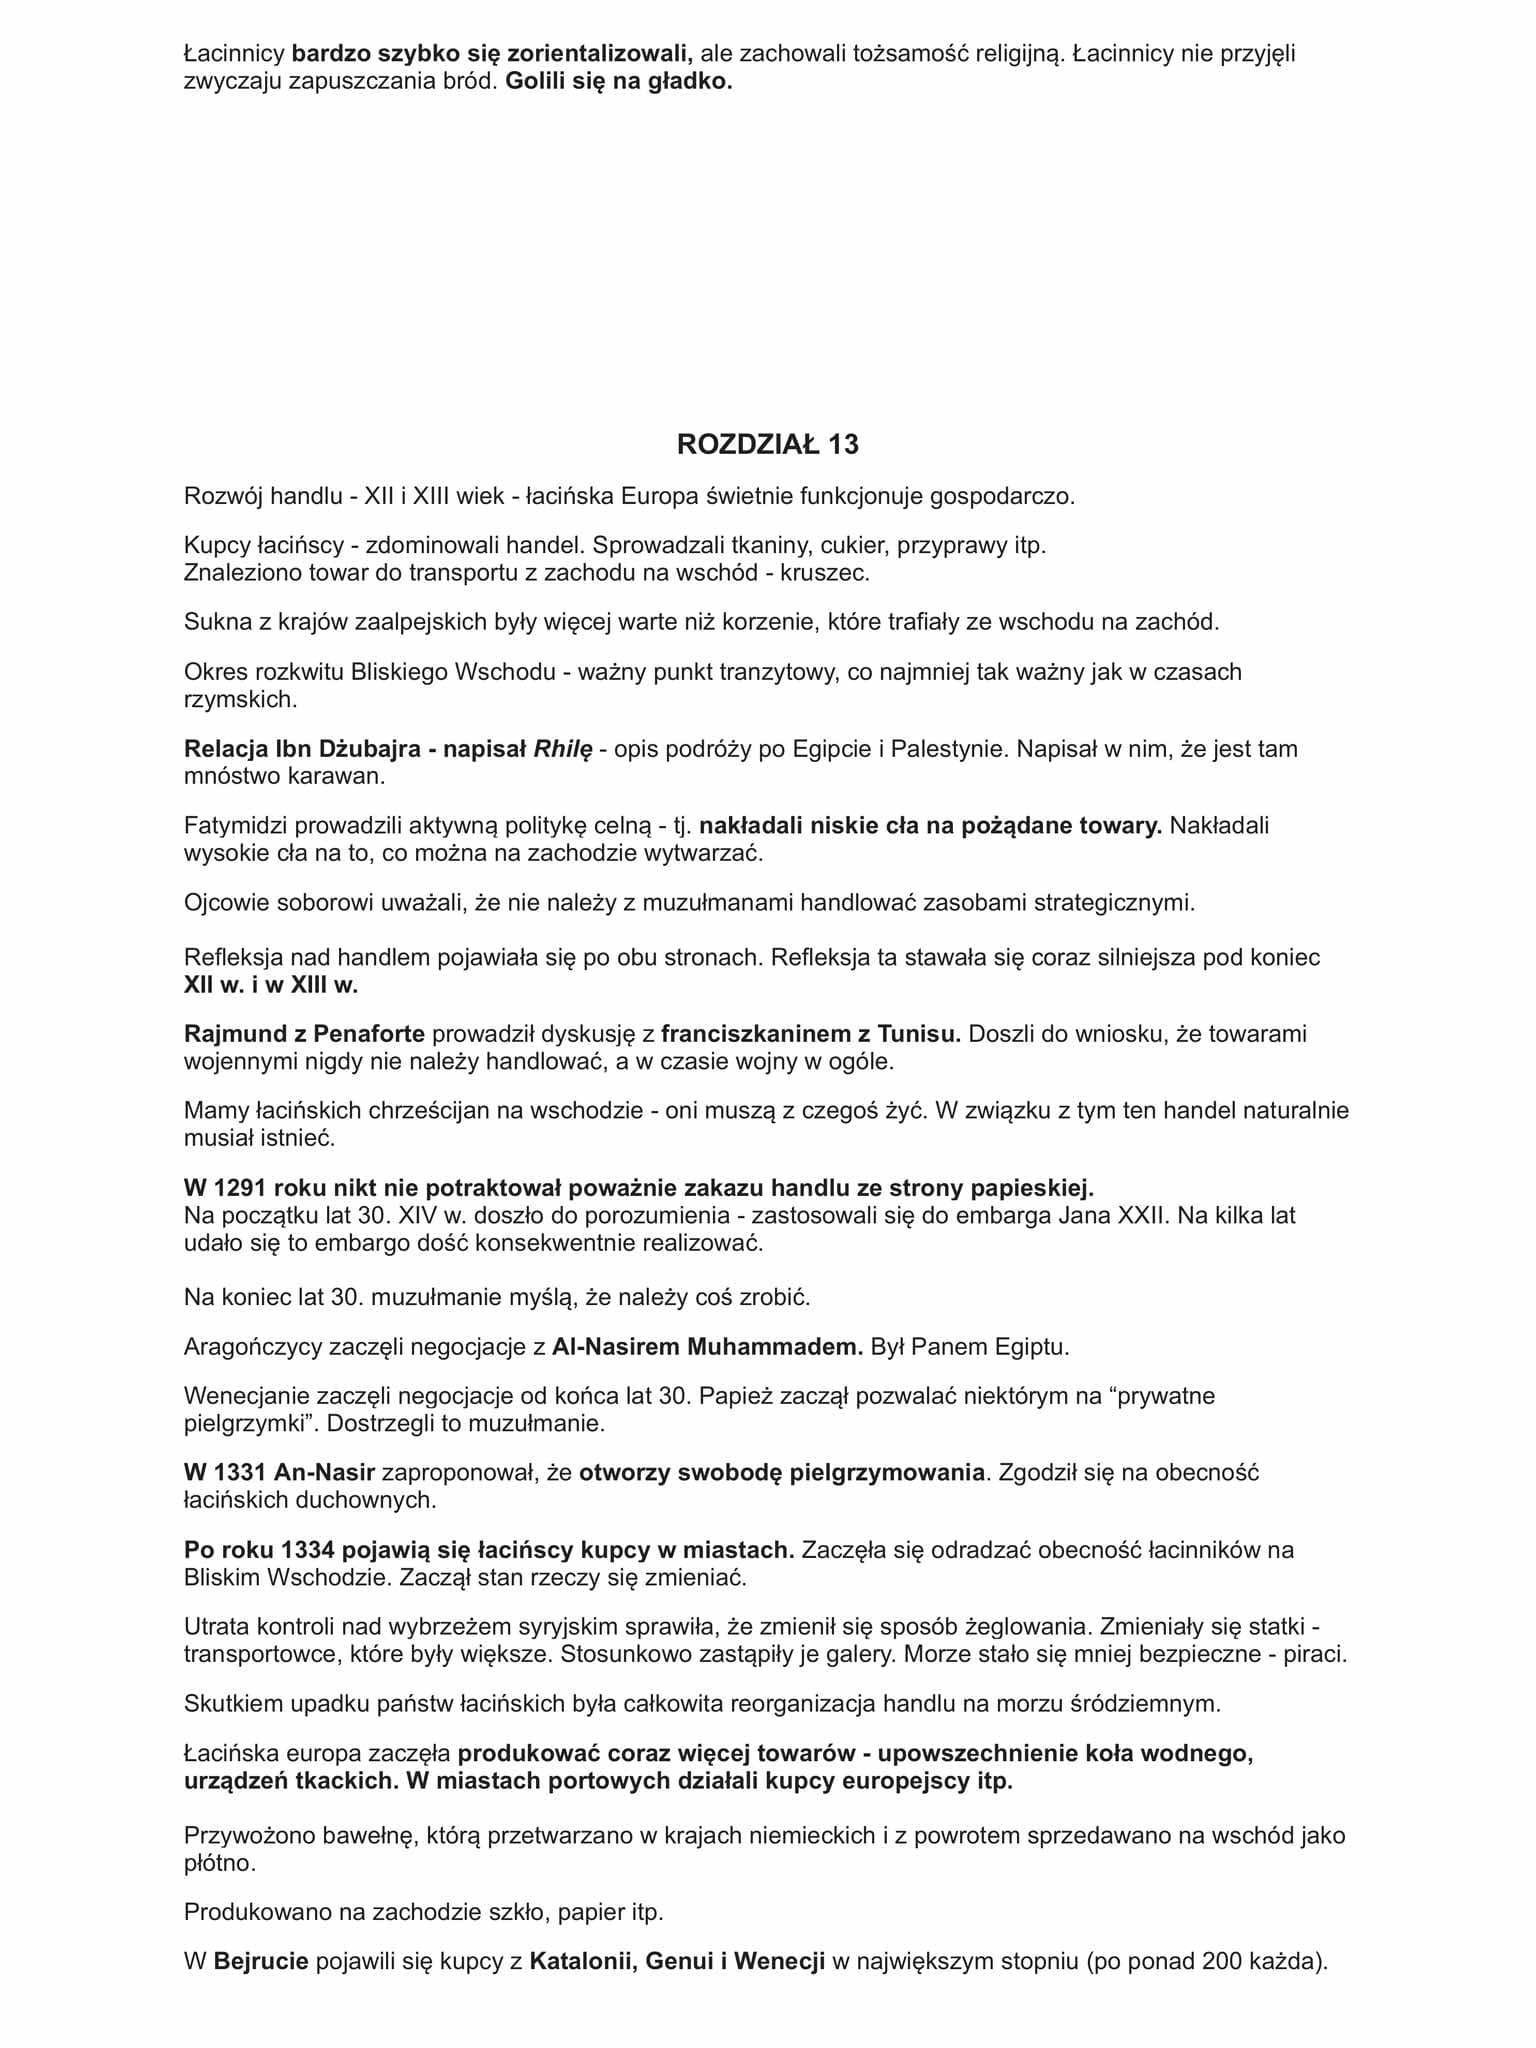 Łacinnicy bardzo szybko się zorientalizowali, ale zachowali tożsamość religijną. Łacinnicy nie przyjęli
zwyczaju zapuszczania bród. Golili się na gładko.
ROZDZIAŁ 13
Rozwój handlu - XII i XIII wiek - łacińska Europa świetnie funkcjonuje gospodarczo.
Kupcy łacińscy - zdominowali handel. Sprowadzali tkaniny, cukier, przyprawy itp.
Znaleziono towar do transportu z zachodu na wschód - kruszec.
Sukna z krajów zaalpejskich były więcej warte niż korzenie, które trafiały ze wschodu na zachód.
Okres rozkwitu Bliskiego Wschodu - ważny punkt tranzytowy, co najmniej tak ważny jak w czasach
rzymskich.
Relacja Ibn Dżubajra - napisał Rhilę - opis podróży po Egipcie i Palestynie. Napisał w nim, że jest tam
mnóstwo karawan.
Fatymidzi prowadzili aktywną politykę celną - tj. nakładali niskie cła na pożądane towary. Nakładali
wysokie cła na to, co można na zachodzie wytwarzać.
Ojcowie soborowi uważali, że nie należy z muzułmanami handlować zasobami strategicznymi.
Refleksja nad handlem pojawiała się po obu stronach. Refleksja ta stawała się coraz silniejsza pod koniec
XII w. i w XIII w.
Rajmund z Penaforte prowadził dyskusję z franciszkaninem z Tunisu. Doszli do wniosku, że towarami
wojennymi nigdy nie należy handlować, a w czasie wojny w ogóle.
Mamy łacińskich chrześcijan na wschodzie - oni muszą z czegoś żyć. W związku z tym ten handel naturalnie
musiał istnieć.
W 1291 roku nikt nie potraktował poważnie zakazu handlu ze strony papieskiej.
Na początku lat 30. XIV w. doszło do porozumienia - zastosowali się do embarga Jana XXII. Na kilka lat
udało się to embargo dość konsekwentnie realizować.
Na koniec lat 30. muzułmanie myślą, że należy coś zrobić.
Aragończycy zaczęli negocjacje z Al-Nasirem Muhammadem. Był Panem Egiptu.
Wenecjanie zaczęli negocjacje od końca lat 30. Papież zaczął pozwalać niektórym na “prywatne
pielgrzymki”. Dostrzegli to muzułmanie.
W 1331 An-Nasir zaproponował, że otworzy swobodę pielgrzymowania. Zgodził się na obecność
łacińskich duchownych.
Po roku 1334 pojawią się łacińscy kupcy w miastach. Zaczęła się odradzać obecność łacinników na
Bliskim Wschodzie. Zaczął stan rzeczy się zmieniać.
Utrata kontroli nad wybrzeżem syryjskim sprawiła, że zmienił się sposób żeglowania. Zmieniały się statki -
transportowce, które były większe. Stosunkowo zastąpiły je galery. Morze stało się mniej bezpieczne - piraci.
Skutkiem upadku państw łacińskich była całkowita reorganizacja handlu na morzu śródziemnym.
Łacińska europa zaczęła produkować coraz więcej towarów - upowszechnienie koła wodnego,
urządzeń tkackich. W miastach portowych działali kupcy europejscy itp.
Przywożono bawełnę, którą przetwarzano w krajach niemieckich i z powrotem sprzedawano na wschód jako
płótno.
Produkowano na zachodzie szkło, papier itp.
W Bejrucie pojawili się kupcy z Katalonii, Genui i Wenecji w największym stopniu (po ponad 200 każda).